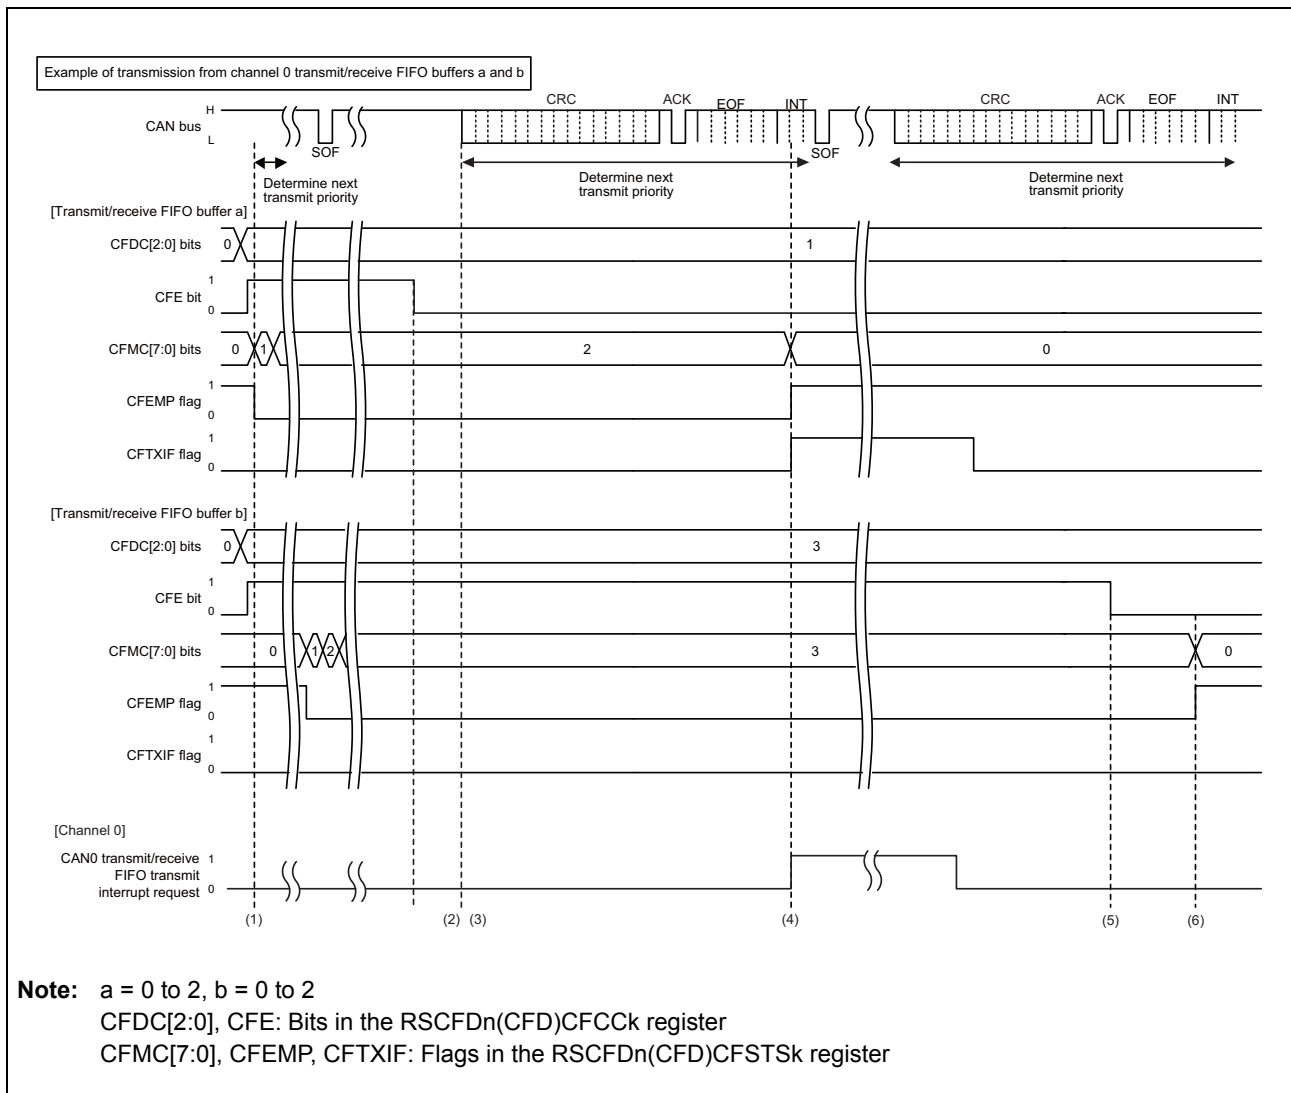 Example of transmission from channel 0 transmit/receive FIFO buffers a and b
CRC ACK EOF INT CRC ACK EOF INT
H
CAN bus
L
SOF SOF
Determine next
transmit priority
Determine next
transmit priority
Determine next
transmit priority
[Transmit/receive FIFO buffer a]
CFDC[2:0] bits 0 1
1
CFE bit
0
CFMC[7:0] bits 0 1 2 0
1
CFEMP flag
0
1
CFTXIF flag
0
[Transmit/receive FIFO buffer b]
CFDC[2:0] bits 0 3
1
CFE bit
0
CFMC[7:0] bits 0 1 2 3 0
1
CFEMP flag
0
1
CFTXIF flag
0
[Channel 0]
CAN0 transmit/receive 1
FIFO transmit
interrupt request 0
(1) (2) (3) (4) (5) (6)
Note: a = 0 to 2, b = 0 to 2
CFDC[2:0], CFE: Bits in the RSCFDn(CFD)CFCCk register
CFMC[7:0], CFEMP, CFTXIF: Flags in the RSCFDn(CFD)CFSTSk register